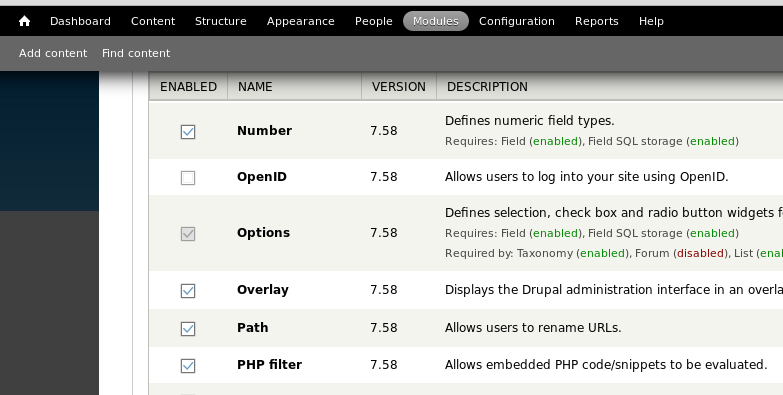 Dashboard Content Structure Appearance People Modules Configuration Reports Help
Add content Find content
ENABLED NAME VERSION DESCRIPTION
Number 7.58 Defines numeric field types.
Requires: Field (enabled), Field SQL storage (enabled)
OpenID 7.58 Allows users to log into your site using OpenID.
Defines selection, check box and radio button widgets f
Options 7.58 Requires: Field (enabled), Field SQL storage (enabled)
Required by: Taxonomy (enabled), Forum (disabled), List (enal
Overlay 7.58 Displays the Drupal administration interface in an overla
Path 7.58 Allows users to rename URLs.
PHP filter 7.58 Allows embedded PHP code/snippets to be evaluated.